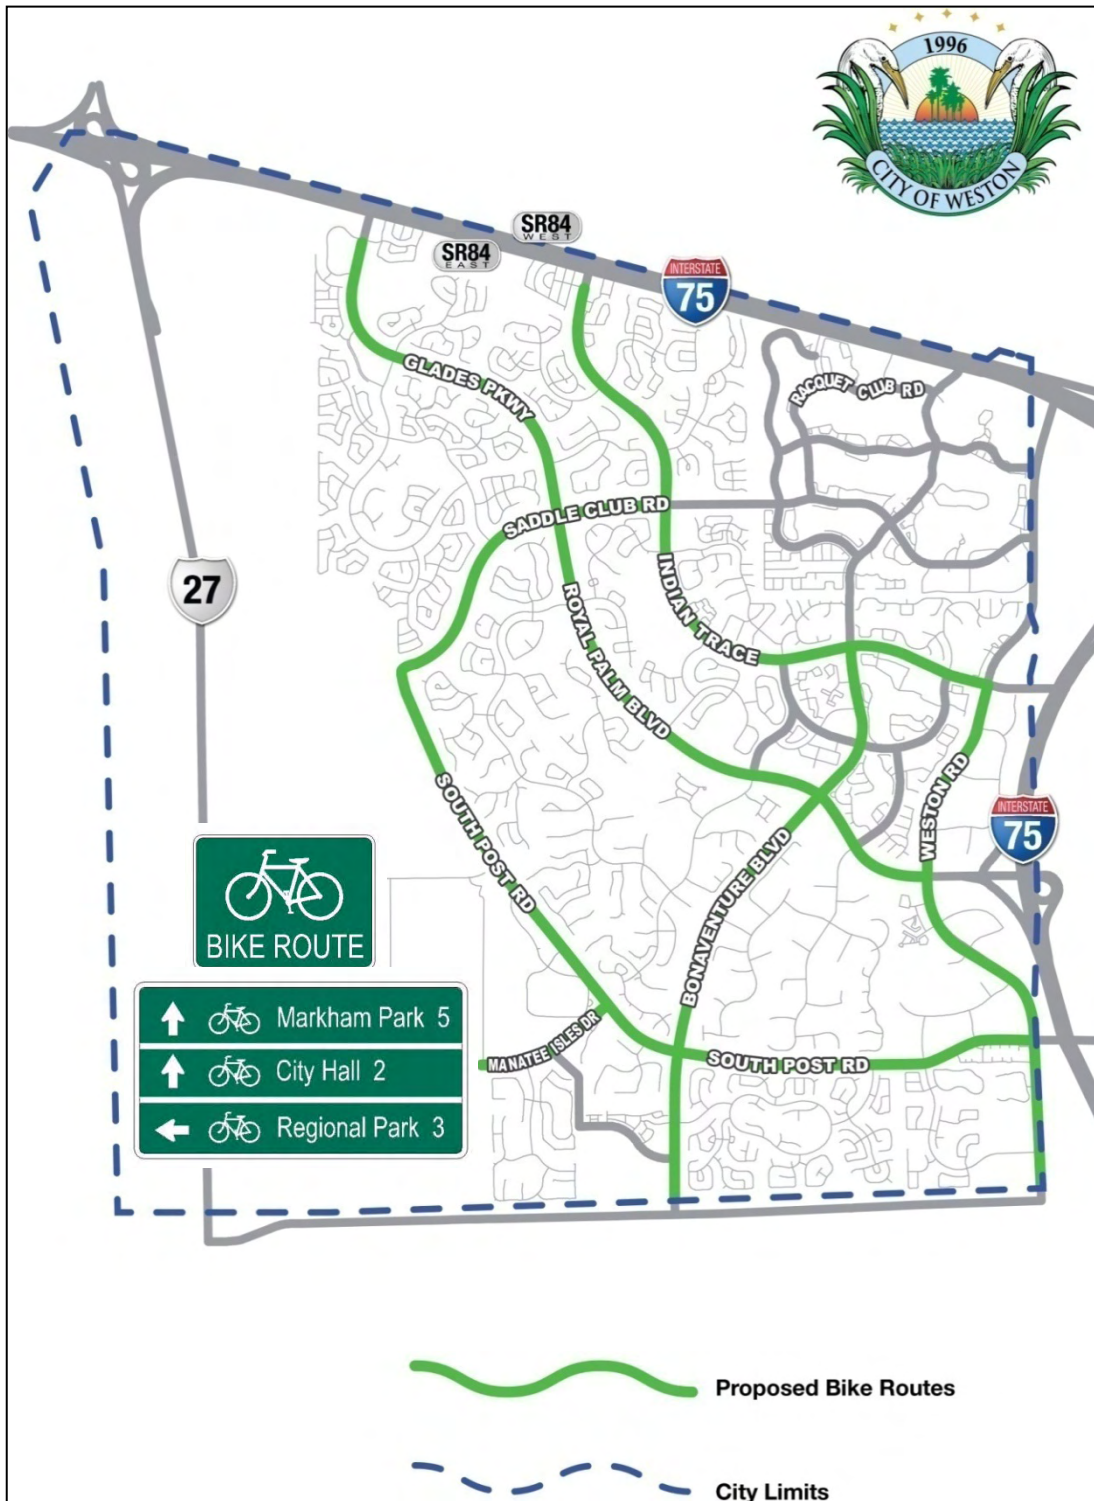 1996
CITY OF WESTON
SR84
WEST
SR84
EAST
INTERSTATE
75
RACQUET CLUB RD
GLADES PKWY
SADDLE CLUB RD
27
INDIAN TRACE
ROYAL PALM BLVD
SOUTH POST RD
WESTON RD
INTERSTATE
75
BONAVENTURE BLVD
BIKE ROUTE
Markham Park 5
City Hall 2
Regional Park 3
MANATEE ISLES DR
SOUTH POST RD
Proposed Bike Routes
City Limits